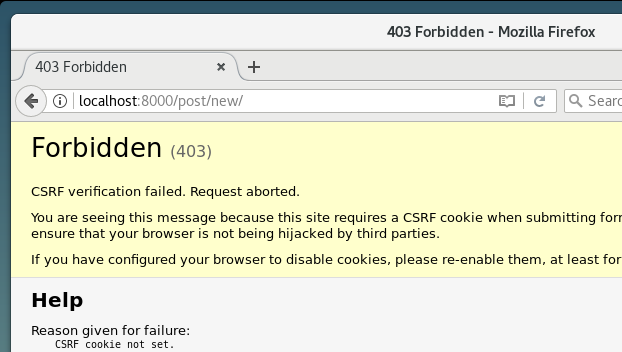 403 Forbidden - Mozilla Firefox
403 Forbidden
localhost:8000/post/new/
Searc
Forbidden (403)
CSRF verification failed. Request aborted.
You are seeing this message because this site requires a CSRF cookie when submitting for
ensure that your browser is not being hijacked by third parties.
If you have configured your browser to disable cookies, please re-enable them, at least for
Help
Reason given for failure:
CSRF cookie not set.